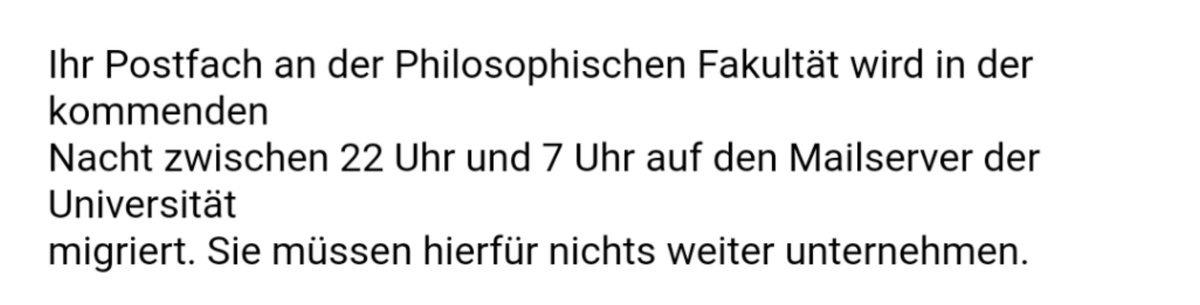 Ihr Postfach an der Philosophischen Fakultät wird in der
kommenden
Nacht zwischen 22 Uhr und 7 Uhr auf den Mailserver der
Universität
migriert. Sie müssen hierfür nichts weiter unternehmen.